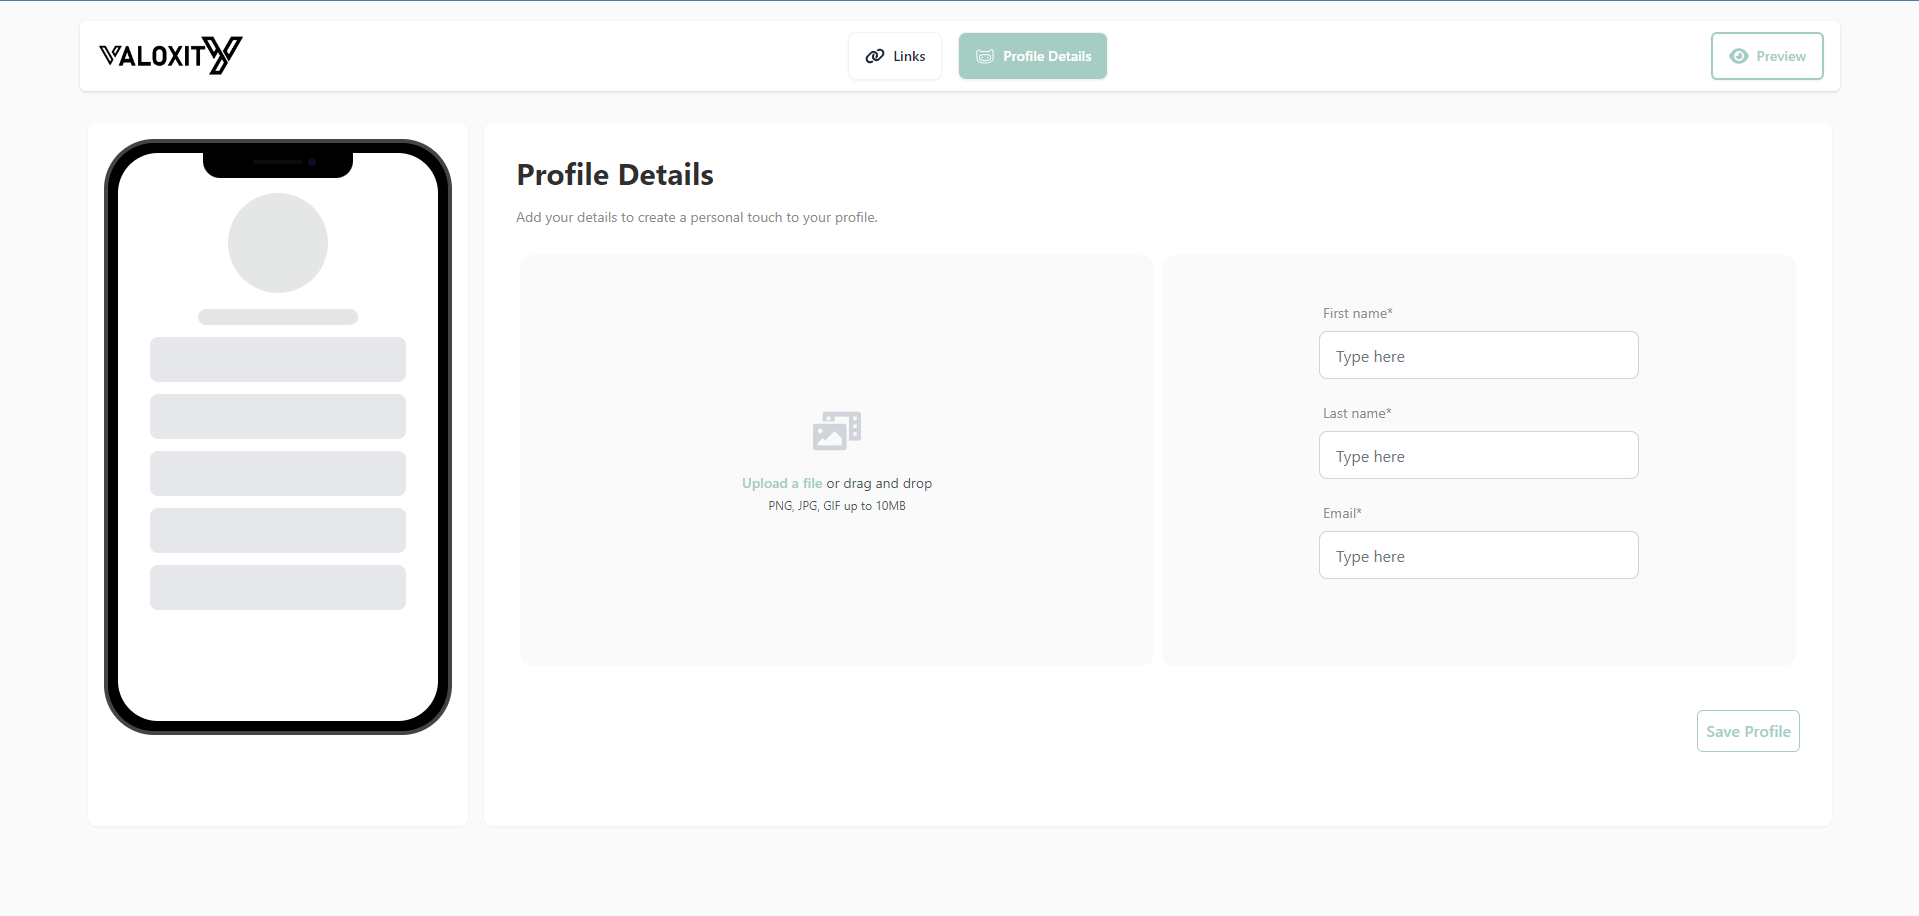 VALOXITY
Links
Profile Details
Preview
Profile Details
Add your details to create a personal touch to your profile.
Upload a file or drag and drop
PNG, JPG, GIF up to 10MB
First name*
Type here
Last name*
Type here
Email*
Type here
Save Profile